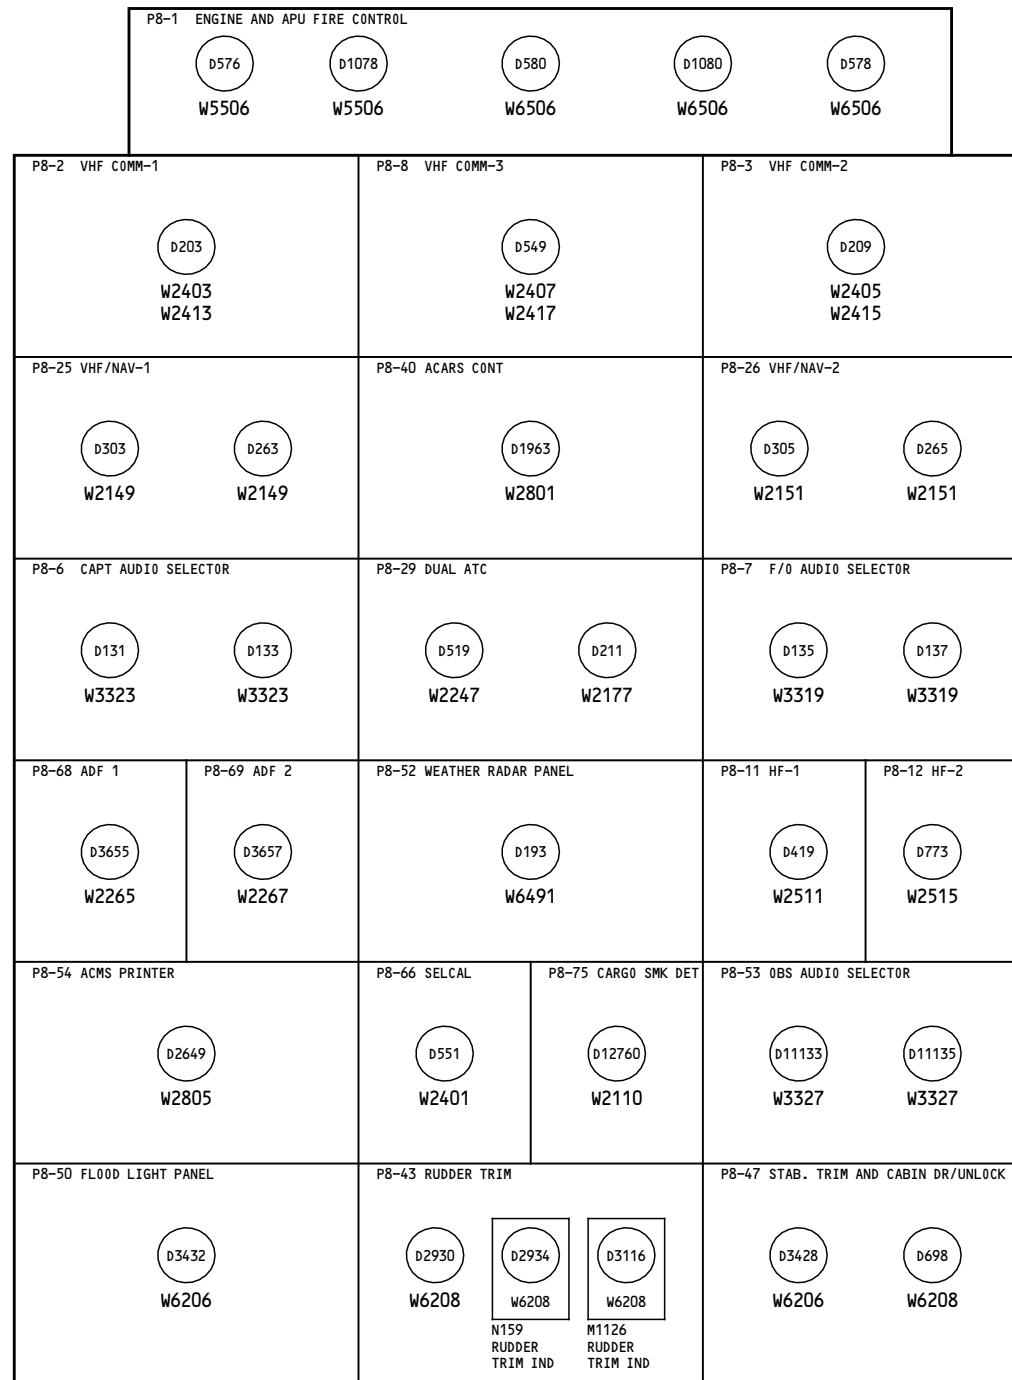 P8-1 ENGINE AND APU FIRE CONTROL
D576 D1078 D580 D1080 D578
W5506 W5506 W6506 W6506 W6506
P8-2 VHF COMM-1 P8-8 VHF COMM-3 P8-3 VHF COMM-2
D203 D549 D209
W2403 W2407 W2405
W2413 W2417 W2415
P8-25 VHF/NAV-1 P8-40 ACARS CONT P8-26 VHF/NAV-2
D303 D263 D1963 D305 D265
W2149 W2149 W2801 W2151 W2151
P8-6 CAPT AUDIO SELECTOR P8-29 DUAL ATC P8-7 F/O AUDIO SELECTOR
D131 D133 D519 D211 D135 D137
W3323 W3323 W2247 W2177 W3319 W3319
P8-68 ADF 1 P8-69 ADF 2 P8-52 WEATHER RADAR PANEL P8-11 HF-1 P8-12 HF-2
D3655 D3657 D193 D419 D773
W2265 W2267 W6491 W2511 W2515
P8-54 ACMS PRINTER P8-66 SELCAL P8-75 CARGO SMK DET P8-53 OBS AUDIO SELECTOR
D2649 D551 D12760 D11133 D11135
W2805 W2401 W2110 W3327 W3327
P8-50 FLOOD LIGHT PANEL P8-43 RUDDER TRIM P8-47 STAB. TRIM AND CABIN DR/UNLOCK
D3432 D2930 D2934 D3116 D3428 D698
W6206 W6208 W6208 W6208 W6206 W6208
N159 M1126
RUDDER RUDDER
TRIM IND TRIM IND